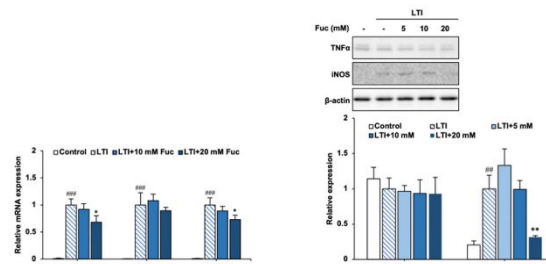 LTI
Fuc (mM) - - 5 10 20
TNFα
iNOS
β-actin
Control LTI LTI+10 mM Fuc LTI+20 mM Fuc
Relative mRNA expression
2
1.5
1
0.5
0
###
*
###
###
*
Control LTI LTI+5 mM
LTI+10 mM LTI+20 mM
Relative expression
2
1.5
1
0.5
0
##
**